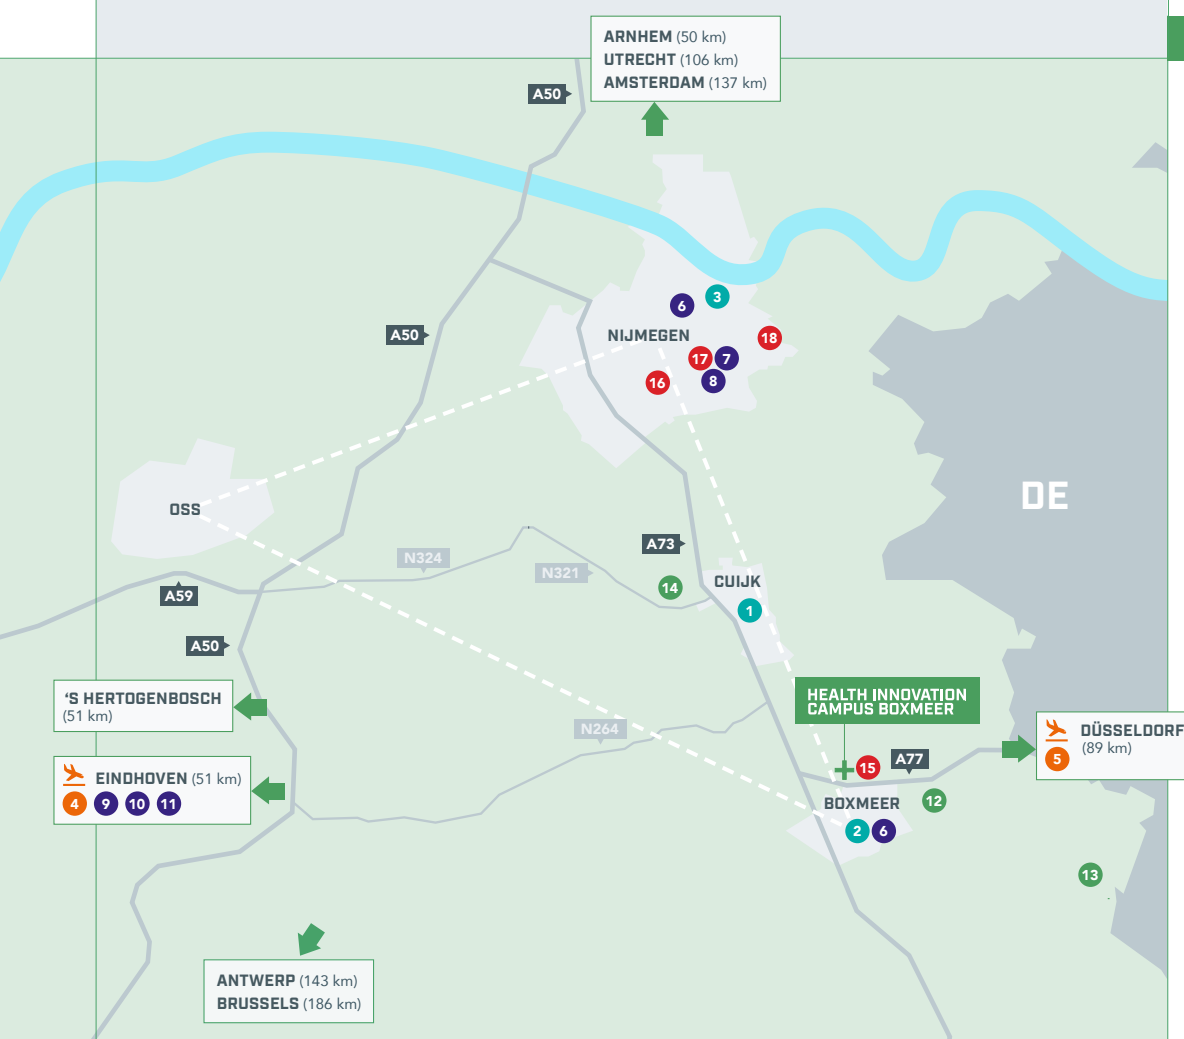 ARNHEM (50 km)
UTRECHT (106 km)
AMSTERDAM (137 km)
A50
6
3
NIJMEGEN
18
17
7
16
8
A50
DE
OSS
A73
N324
N321
CUIJK
14
1
A59
A50
'S HERTOGENBOSCH
(51 km)
HEALTH INNOVATION
CAMPUS BOXMEER
N264
DÜSSELDORF
(89 km)
5
A77
15
EINDHOVEN (51 km)
4 9 10 11
BOXMEER
12
2 6
13
ANTWERP (143 km)
BRUSSELS (186 km)